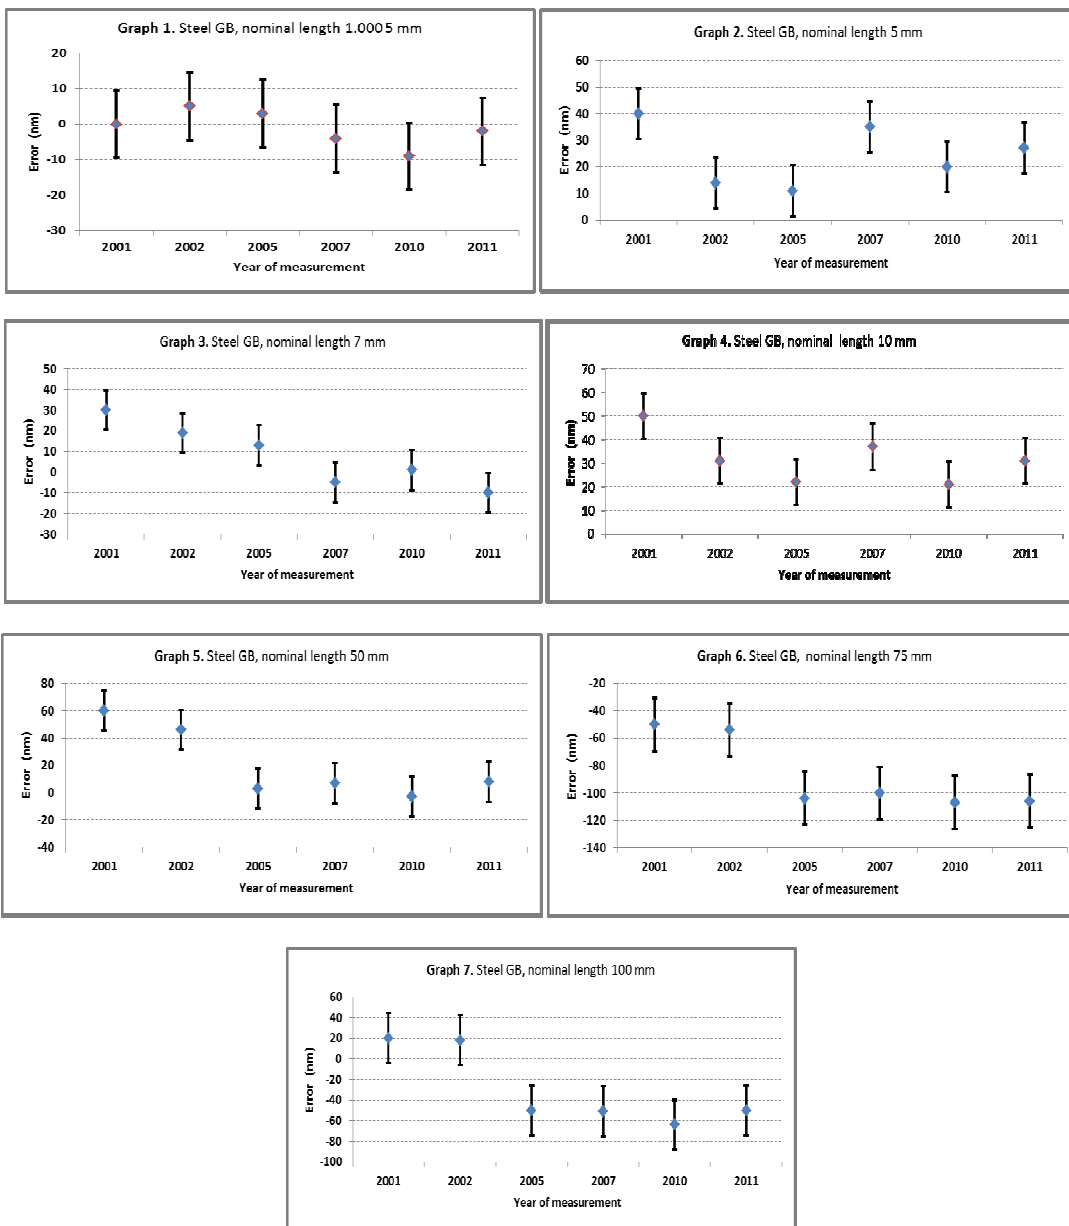 Graph 1. Steel GB, nominal length 1.0005 mm
20
10
0
-10
-20
-30
Error (nm)
2001 2002 2005 2007 2010 2011
Year of measurement
Graph 2. Steel GB, nominal length 5 mm
60
50
40
30
20
10
0
Error (nm)
2001 2002 2005 2007 2010 2011
Year of measurement
Graph 3. Steel GB, nominal length 7 mm
50
40
30
20
10
0
-10
-20
-30
Error (nm)
2001 2002 2005 2007 2010 2011
Year of measurement
Graph 4. Steel GB, nominal length 10 mm
70
60
50
40
30
20
10
0
Error (nm)
2001 2002 2005 2007 2010 2011
Year of measurement
Graph 5. Steel GB, nominal length 50 mm
80
60
40
20
0
-20
-40
Error (nm)
2001 2002 2005 2007 2010 2011
Year of measurement
Graph 6. Steel GB, nominal length 75 mm
-20
-40
-60
-80
-100
-120
-140
Error (nm)
2001 2002 2005 2007 2010 2011
Year of measurement
Graph 7. Steel GB, nominal length 100 mm
60
40
20
0
-20
-40
-60
-80
-100
Error (nm)
2001 2002 2005 2007 2010 2011
Year of measurement